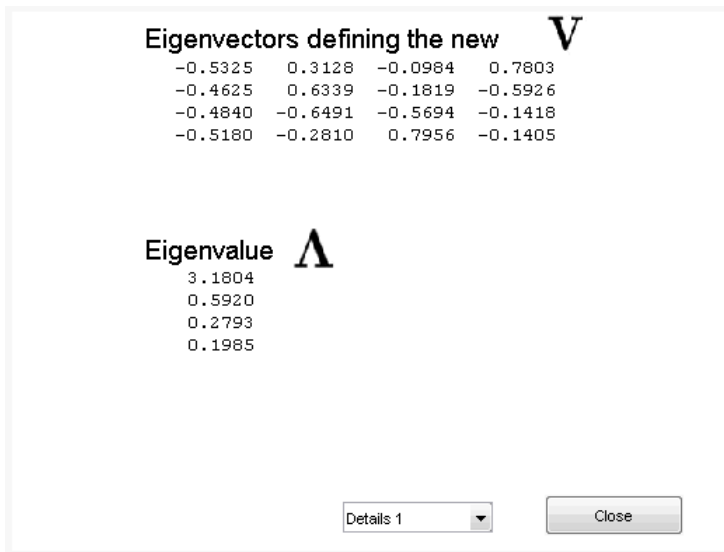 Eigenvectors defining the new V
-0.5325 0.3128 -0.0984 0.7803
-0.4625 0.6339 -0.1819 -0.5926
-0.4840 -0.6491 -0.5694 -0.1418
-0.5180 -0.2810 0.7956 -0.1405
Eigenvalue Λ
3.1804
0.5920
0.2793
0.1985
Details 1
Close